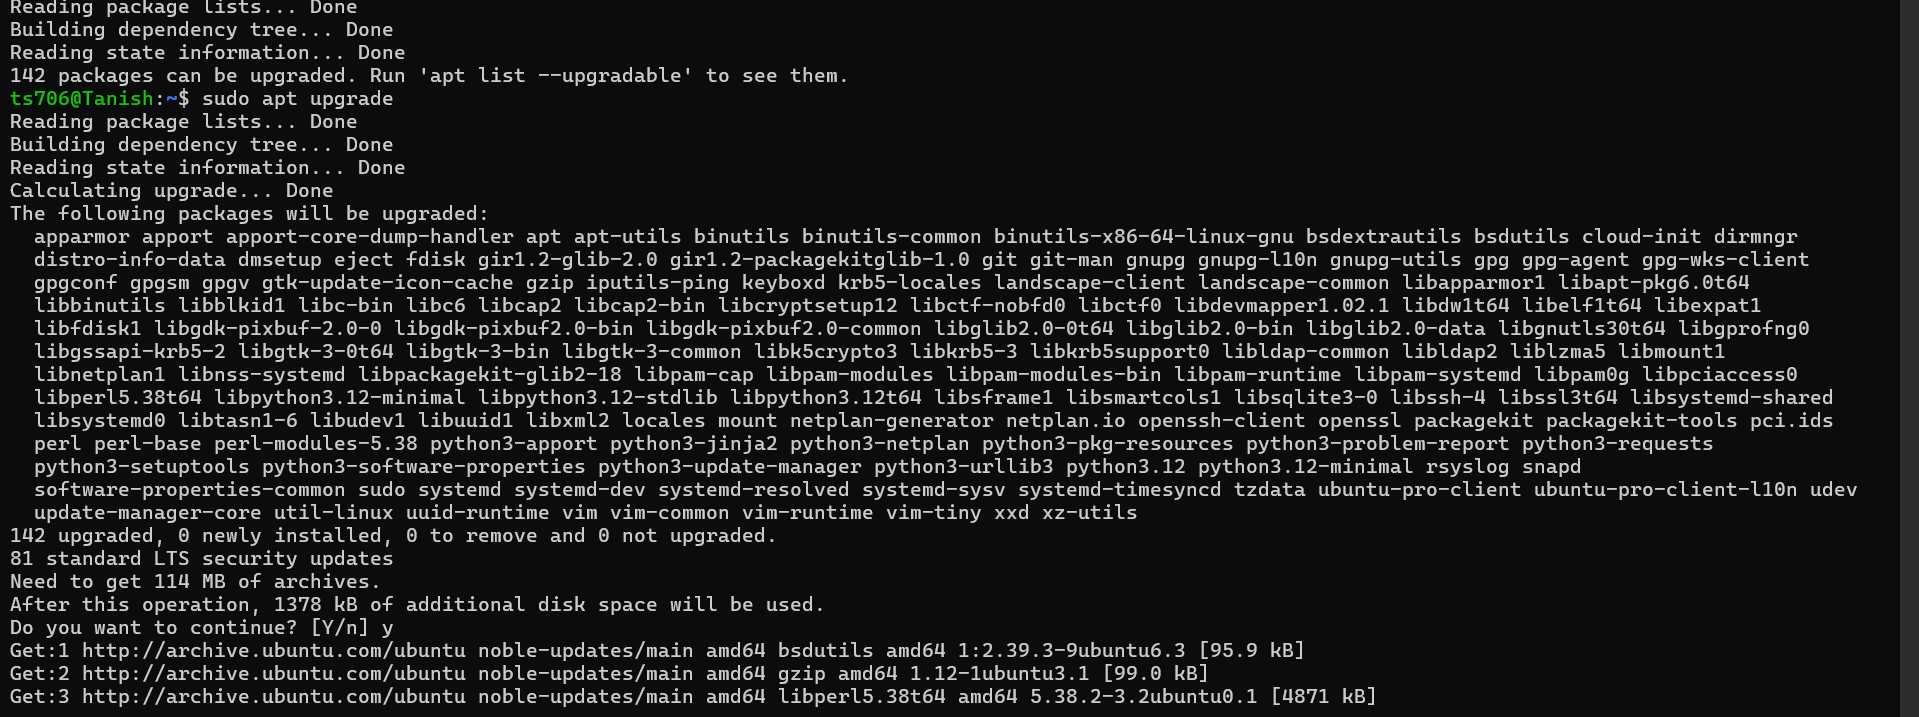 Reading package lists... Done
Building dependency tree... Done
Reading state information... Done
142 packages can be upgraded. Run 'apt list --upgradable' to see them.
ts706@Tanish:~$ sudo apt upgrade
Reading package lists... Done
Building dependency tree... Done
Reading state information... Done
Calculating upgrade... Done
The following packages will be upgraded:
  apparmor apport apport-core-dump-handler apt apt-utils binutils binutils-common binutils-x86-64-linux-gnu bsdextrautils bsdutils cloud-init dirmngr
  distro-info-data dmsetup eject fdisk gir1.2-glib-2.0 gir1.2-packagekitglib-1.0 git git-man gnupg gnupg-l10n gnupg-utils gpg gpg-agent gpg-wks-client
  gpgconf gpgsm gpgv gtk-update-icon-cache gzip iputils-ping keyboxd krb5-locales landscape-client landscape-common libapparmor1 libapt-pkg6.0t64
  libbinutils libblkid1 libc-bin libc6 libcap2 libcap2-bin libcryptsetup12 libctf-nobfd0 libctf0 libdevmapper1.02.1 libdw1t64 libelf1t64 libexpat1
  libfdisk1 libgdk-pixbuf-2.0-0 libgdk-pixbuf2.0-bin libgdk-pixbuf2.0-common libglib2.0-0t64 libglib2.0-bin libglib2.0-data libgnutls30t64 libgprofng0
  libgssapi-krb5-2 libgtk-3-0t64 libgtk-3-bin libgtk-3-common libk5crypto3 libkrb5-3 libkrb5support0 libldap-common libldap2 liblzma5 libmount1
  libnetplan1 libnss-systemd libpackagekit-glib2-18 libpam-cap libpam-modules libpam-modules-bin libpam-runtime libpam-systemd libpam0g libpciaccess0
  libperl5.38t64 libpython3.12-minimal libpython3.12-stdlib libpython3.12t64 libsframe1 libsmartcols1 libsqlite3-0 libssh-4 libssl3t64 libsystemd-shared
  libsystemd0 libtasn1-6 libudev1 libuuid1 libxml2 locales mount netplan-generator netplan.io openssh-client openssl packagekit packagekit-tools pci.ids
  perl perl-base perl-modules-5.38 python3-apport python3-jinja2 python3-netplan python3-pkg-resources python3-problem-report python3-requests
  python3-setuptools python3-software-properties python3-update-manager python3-urllib3 python3.12 python3.12-minimal rsyslog snapd
  software-properties-common sudo systemd systemd-dev systemd-resolved systemd-sysv systemd-timesyncd tzdata ubuntu-pro-client ubuntu-pro-client-l10n udev
  update-manager-core util-linux uuid-runtime vim vim-common vim-runtime vim-tiny xxd xz-utils
142 upgraded, 0 newly installed, 0 to remove and 0 not upgraded.
81 standard LTS security updates
Need to get 114 MB of archives.
After this operation, 1378 kB of additional disk space will be used.
Do you want to continue? [Y/n] y
Get:1 http://archive.ubuntu.com/ubuntu noble-updates/main amd64 bsdutils amd64 1:2.39.3-9ubuntu6.3 [95.9 kB]
Get:2 http://archive.ubuntu.com/ubuntu noble-updates/main amd64 gzip amd64 1.12-1ubuntu3.1 [99.0 kB]
Get:3 http://archive.ubuntu.com/ubuntu noble-updates/main amd64 libperl5.38t64 amd64 5.38.2-3.2ubuntu0.1 [4871 kB]